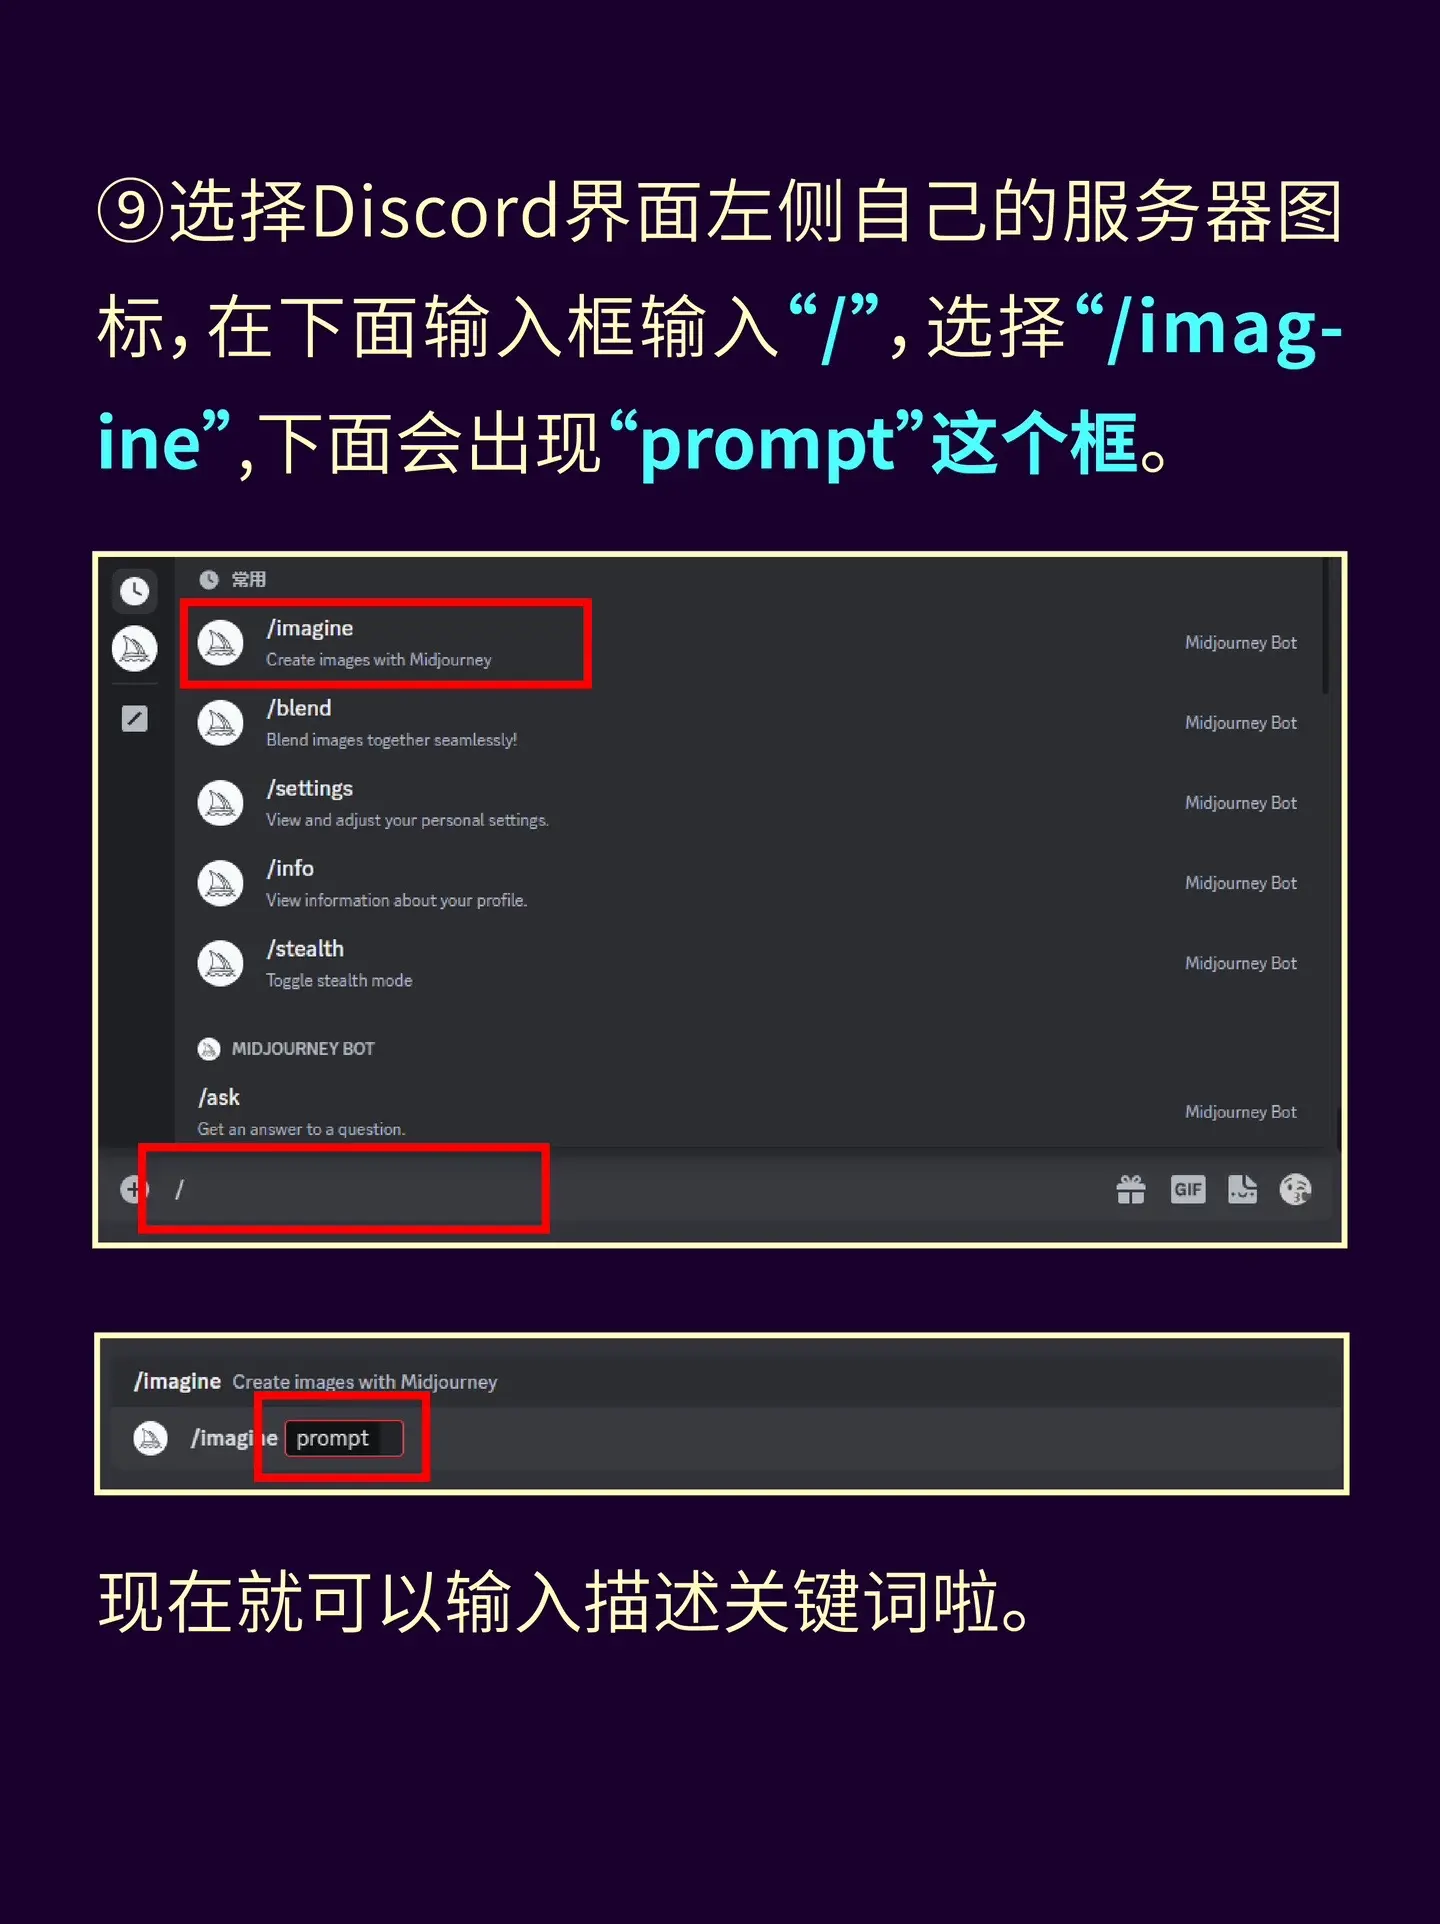 ⑨选择Discord界面左侧自己的服务器图
标,在下面输入框输入“/”,选择“/imag-
ine”,下面会出现“prompt”这个框。
常用
/imagine
Create images with Midjourney
Midjourney Bot
/blend
Blend images together seamlessly!
Midjourney Bot
/settings
View and adjust your personal settings.
Midjourney Bot
/info
View information about your profile.
Midjourney Bot
/stealth
Toggle stealth mode
Midjourney Bot
MIDJOURNEY BOT
/ask
Get an answer to a question.
Midjourney Bot
/
GIF
/imagine Create images with Midjourney
/imagine prompt
现在就可以输入描述关键词啦。